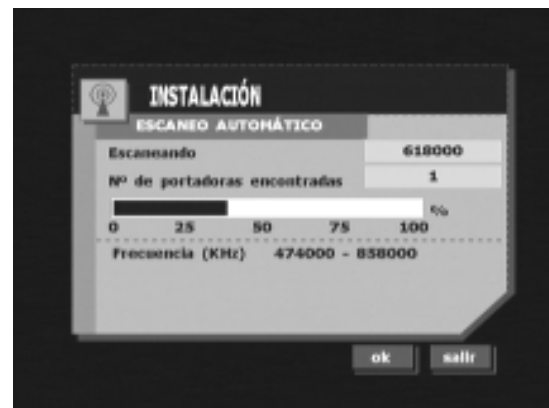 INSTALACIÓN
ESCANEO AUTOMÁTICO
Escaneando 618000
Nº de portadoras encontradas 1
%
0 25 50 75 100
Frecuencia (KHz) 474000 - 858000
ok salir